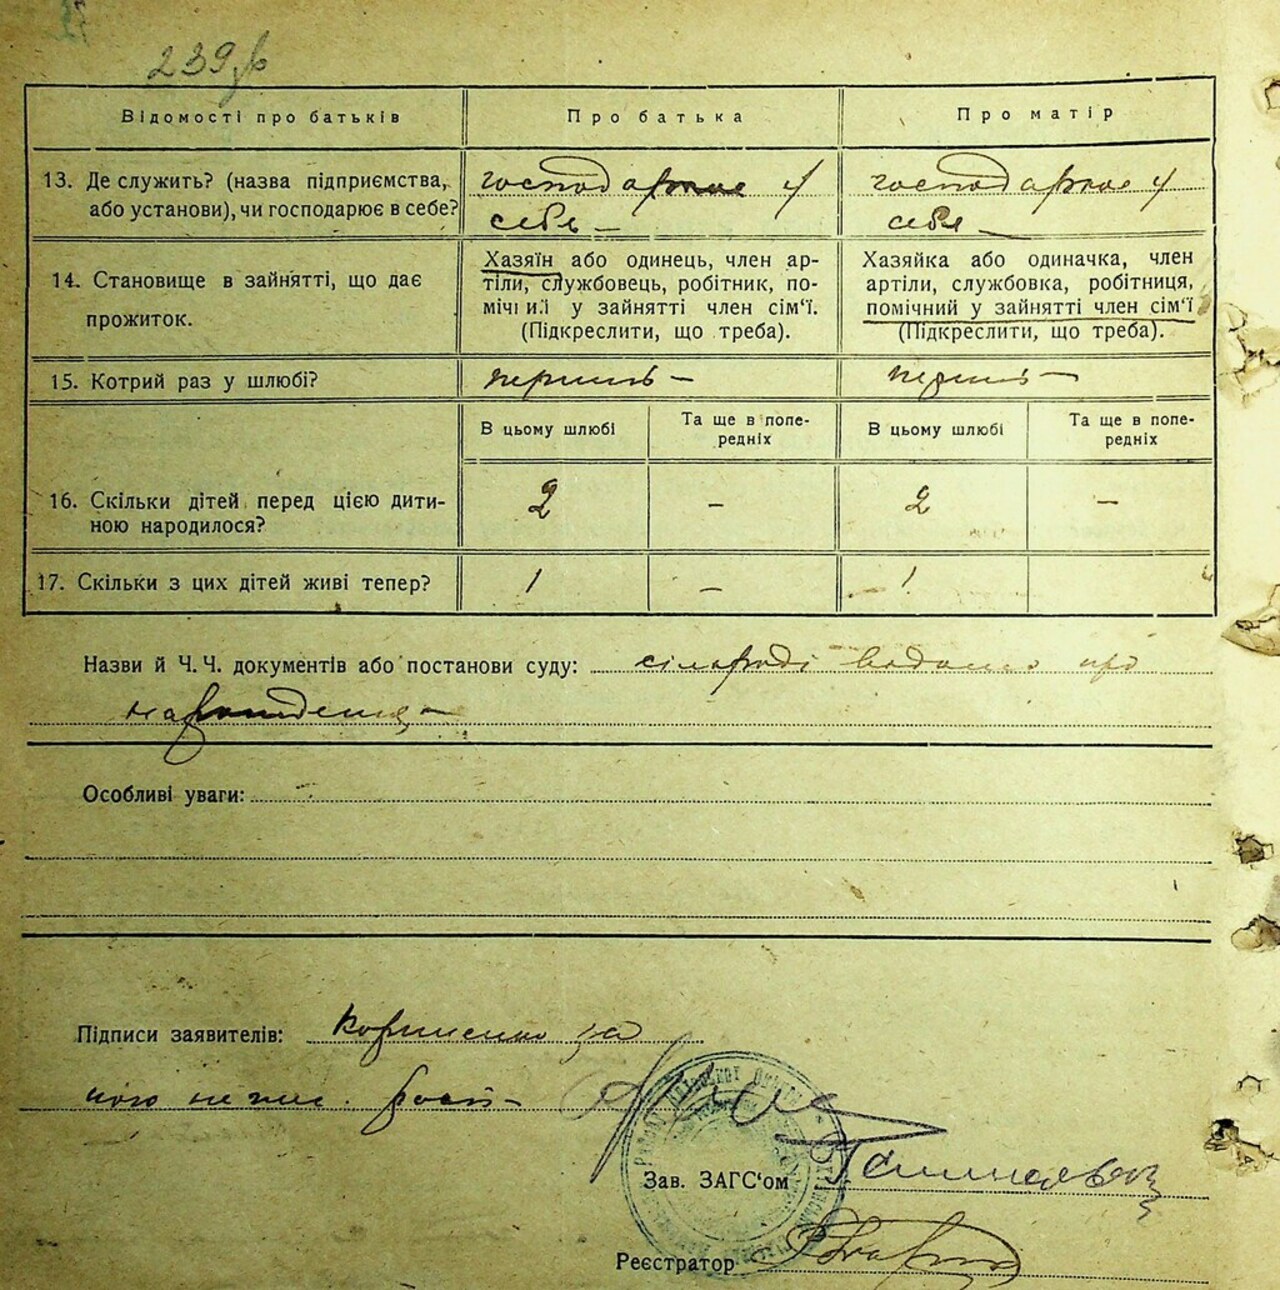 239
Відомості про батьків Про батька Про матір
13. Де служить? (назва підприємства, господарює у господарює у
або установи), чи господарює в себе? себе – себе –
14. Становище в зайнятті, що дає прожиток.
Хазяїн або одинець, член ар-
тілі, службовець, робітник, по-
мічний у зайнятті член сім'ї.
(Підкреслити, що треба).
Хазяйка або одиначка, член
артілі, службовка, робітниця,
помічний у зайнятті член сім'ї
(Підкреслити, що треба).
15. Котрий раз у шлюбі? перший – перший –
В цьому шлюбі Та ще в попе-редніх В цьому шлюбі Та ще в попе-редніх
16. Скільки дітей перед цією дити-
ною народилося? 2 – 2 –
17. Скільки з цих дітей живі тепер? 1 – 1
Назви й Ч. Ч. документів або постанови суду: про
народження –
Особливі уваги:
Підписи заявителів: за
його непис.
Зав. ЗАГС'ом
Реєстратор